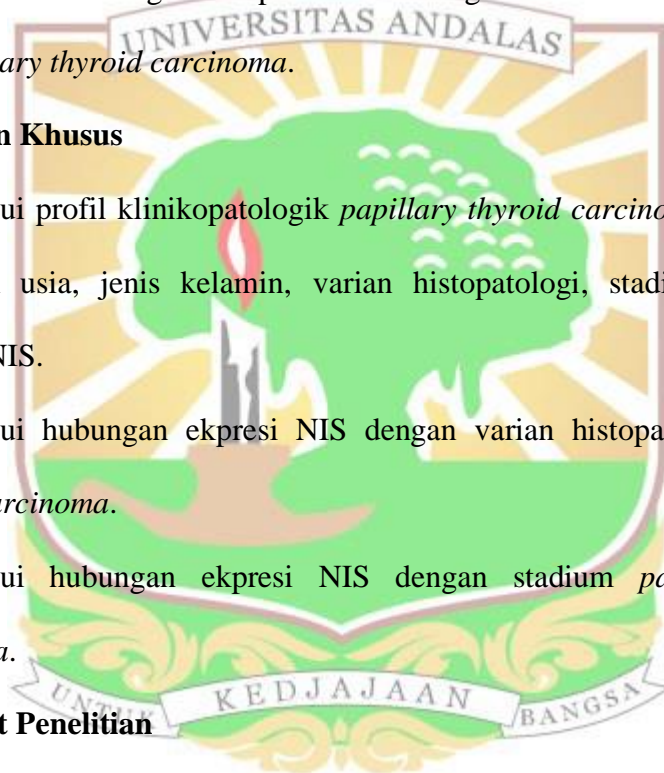 UNIVERSITAS ANDALAS
ary thyroid carcinoma.
n Khusus
ui profil klinikopatologik papillary thyroid carcino
usia, jenis kelamin, varian histopatologi, stadi
NIS.
ui hubungan ekpresi NIS dengan varian histopa
arcinoma.
ui hubungan ekpresi NIS dengan stadium pa
a.
UNTUK KEDJAJAAN BANGSA
t Penelitian